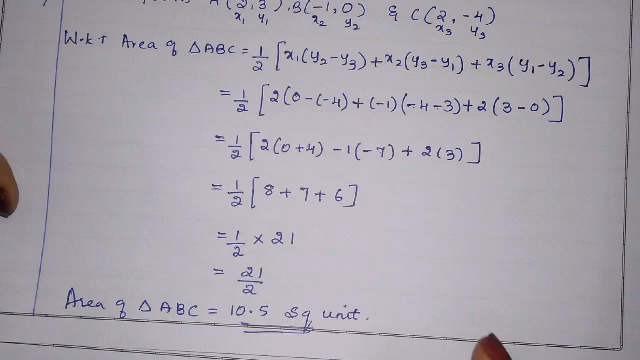 A(2,3), B(-1,0) & C(2,-4)
x₁ y₁ x₂ y₂ x₃ y₃
W.k.t Area of △ABC = 1/2 [x₁(y₂-y₃)+x₂(y₃-y₁)+x₃(y₁-y₂)]
= 1/2 [2(0-(-4)+(-1)(-4-3)+2(3-0)]
= 1/2 [2(0+4) -1(-7) + 2(3)]
= 1/2 [8+7+6]
= 1/2 × 21
= 21/2
Area of △ABC = 10.5 Sq unit.